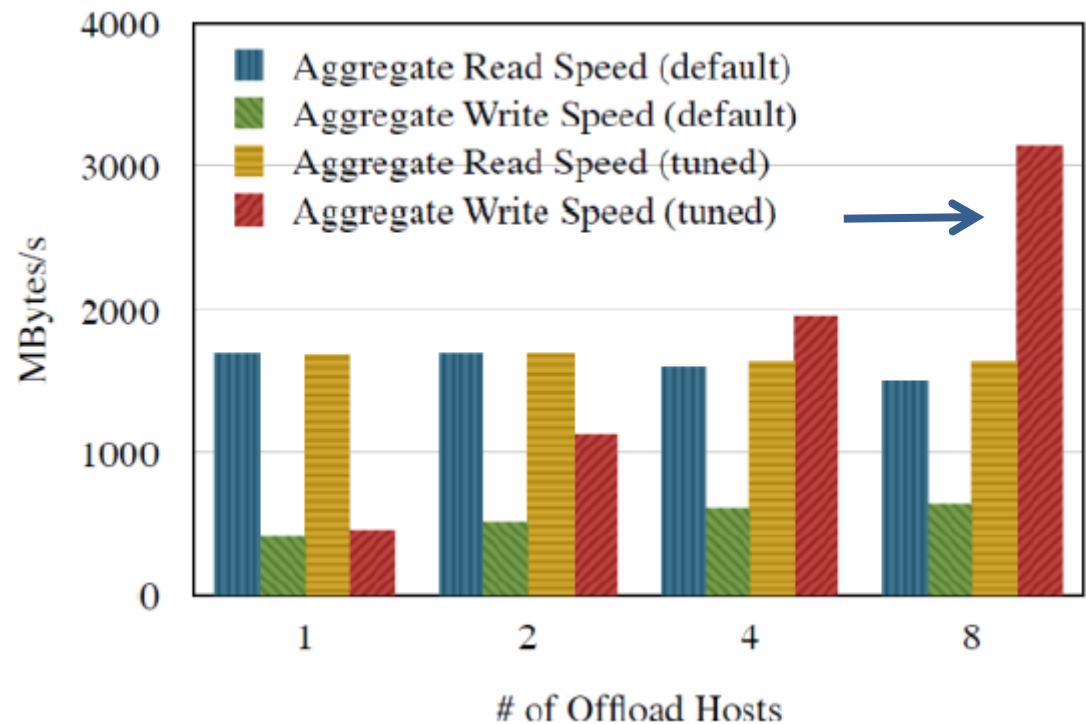 4000
3000
2000
1000
0
MBytes/s
Aggregate Read Speed (default)
Aggregate Write Speed (default)
Aggregate Read Speed (tuned)
Aggregate Write Speed (tuned)
1 2 4 8
# of Offload Hosts